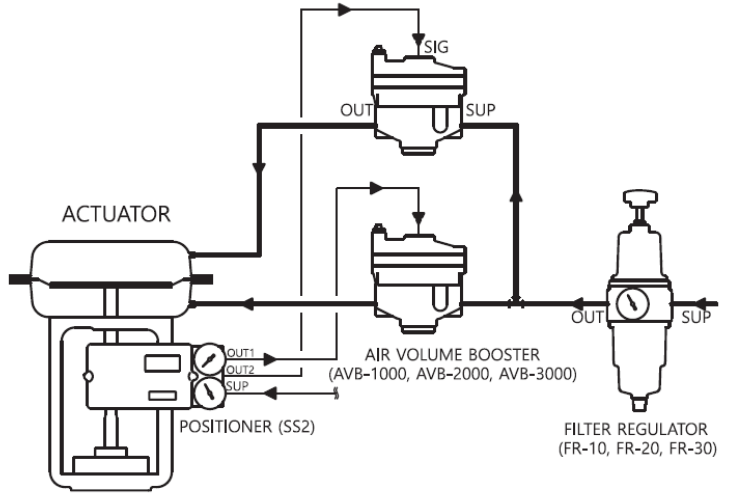 SIG
OUT
SUP
ACTUATOR
OUT
SUP
OUT1
OUT2
SUP
AIR VOLUME BOOSTER
(AVB-1000, AVB-2000, AVB-3000)
POSITIONER (SS2)
FILTER REGULATOR
(FR-10, FR-20, FR-30)